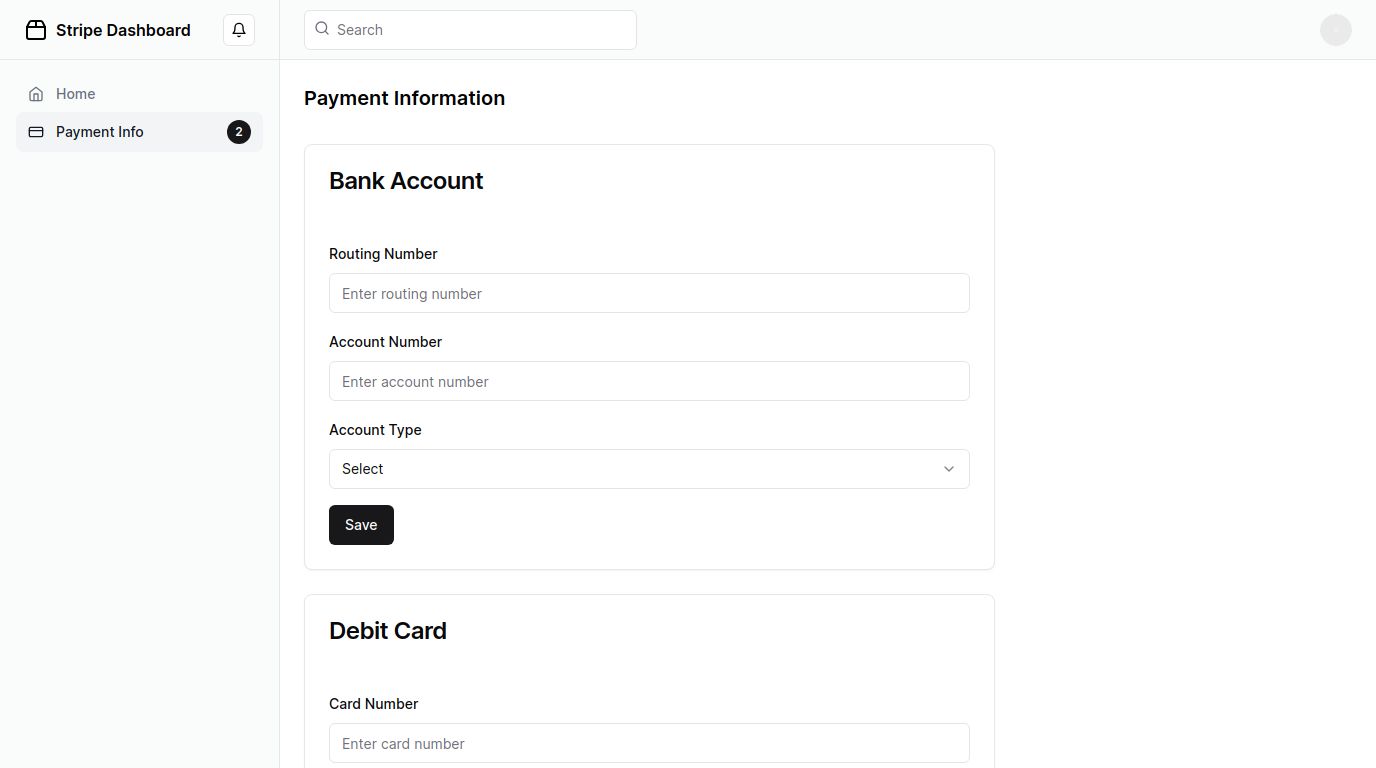 Stripe Dashboard
Search
Home
Payment Info 2
Payment Information
Bank Account
Routing Number
Enter routing number
Account Number
Enter account number
Account Type
Select
Save
Debit Card
Card Number
Enter card number